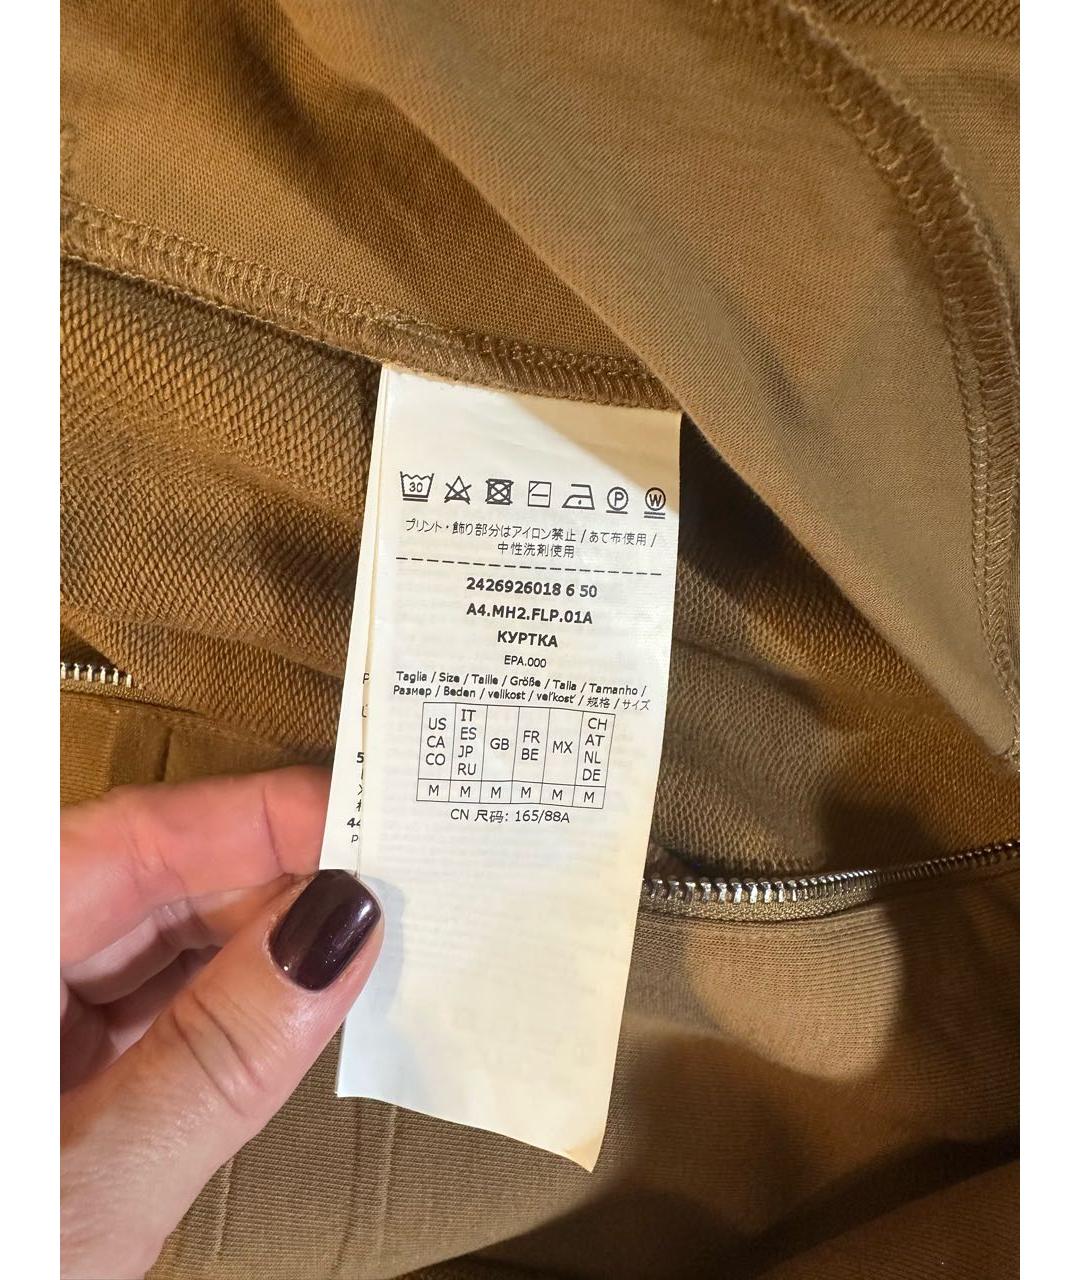 30 P W
プリント・飾り部分はアイロン禁止 / あて布使用 /
中性洗剤使用
2426926018 6 50
A4.MH2.FLP.01A
КУРТКА
EPA.000
Taglia / Size / Taille / Größe / Talla / Tamanho /
Размер / Beden / velikost / veľkosť / 规格 / サイズ
US CA CO
IT ES JP RU
GB
FR BE
MX
CH AT NL DE
M M M M M M
CN 尺码: 165/88A
44